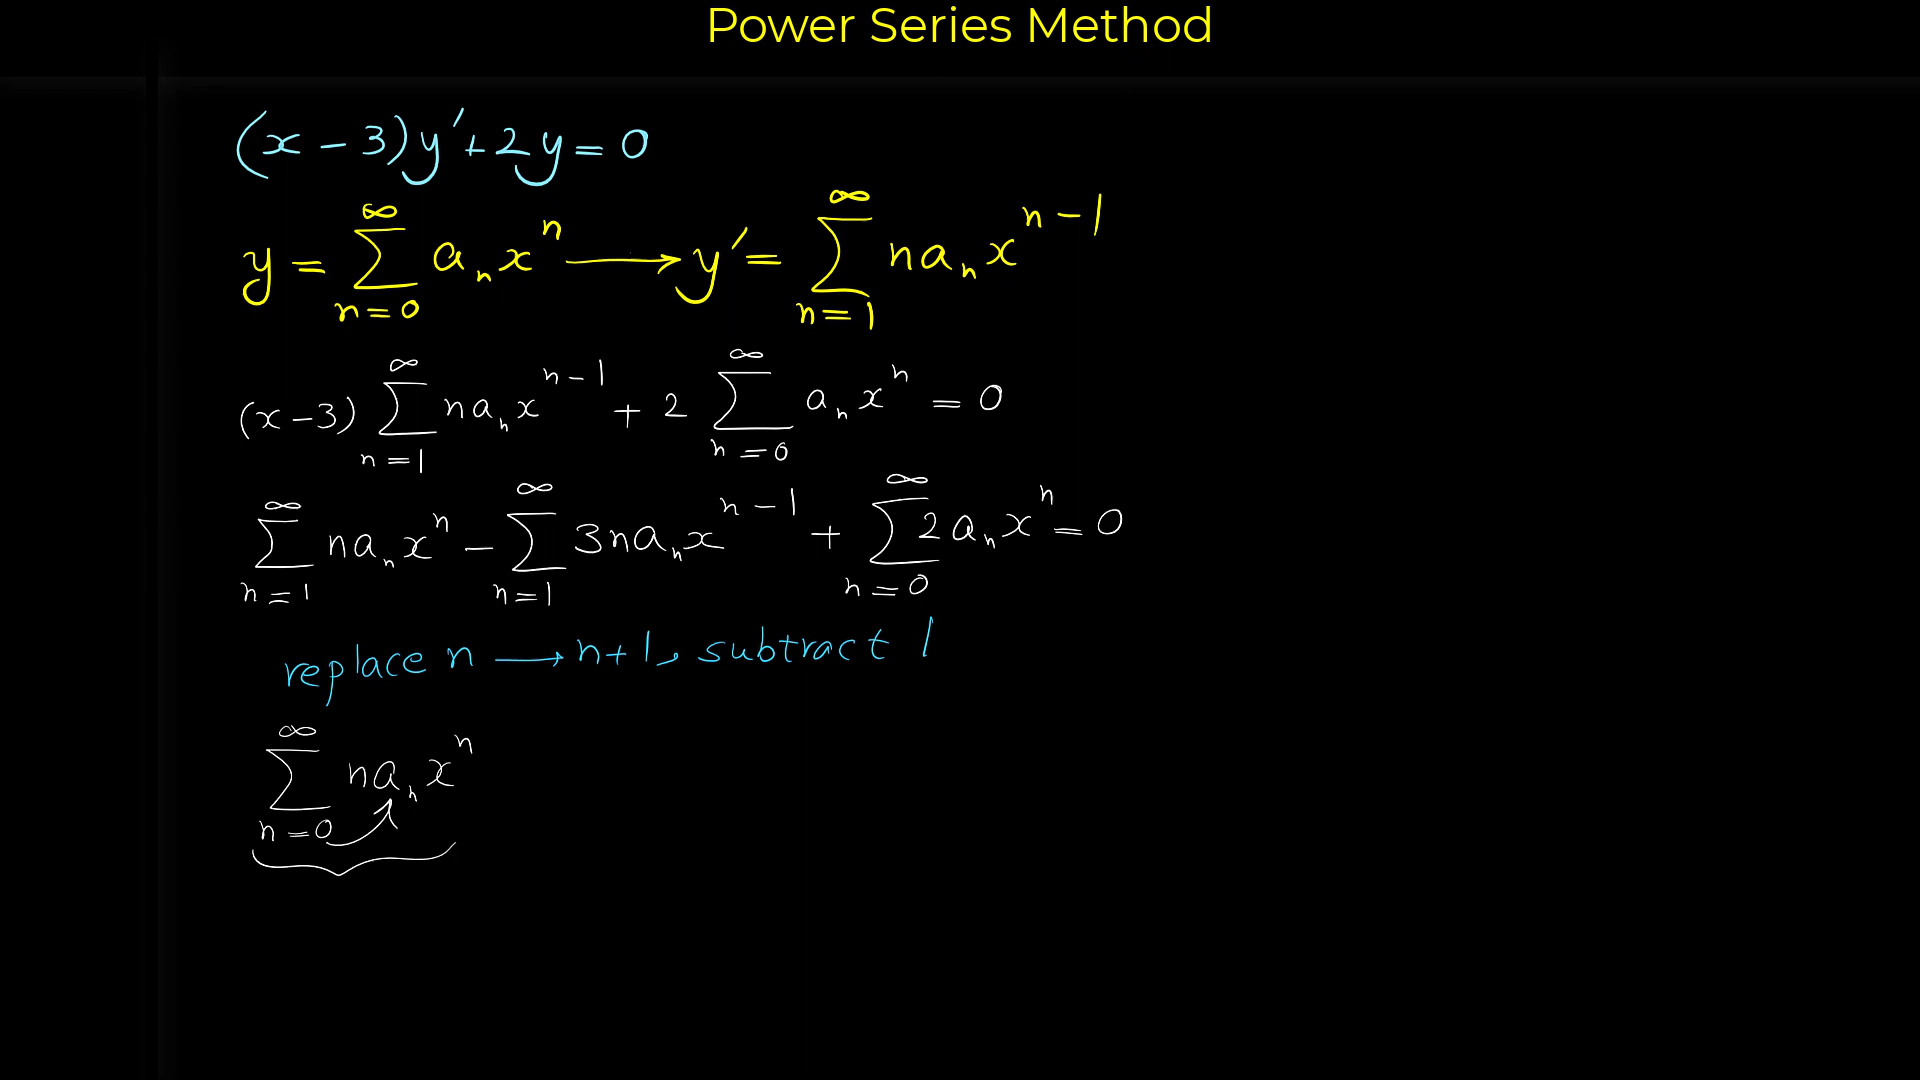 Power Series Method
(x - 3)y' + 2y = 0
y = ∞∑n=0 aₙxⁿ → y' = ∞∑n=1 naₙxⁿ⁻¹
(x-3) ∞∑n=1 naₙxⁿ⁻¹ + 2 ∞∑n=0 aₙxⁿ = 0
∞∑n=1 naₙxⁿ - ∞∑n=1 3naₙxⁿ⁻¹ + ∞∑n=0 2aₙxⁿ = 0
replace n → n+1, subtract 1
∞∑n=0 naₙxⁿ